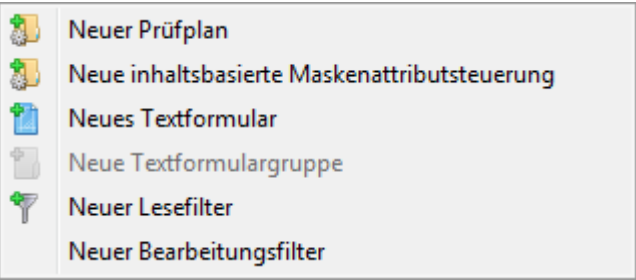 Neuer Prüfplan
Neue inhaltsbasierte Maskenattributsteuerung
Neues Textformular
Neue Textformulargruppe
Neuer Lesefilter
Neuer Bearbeitungsfilter